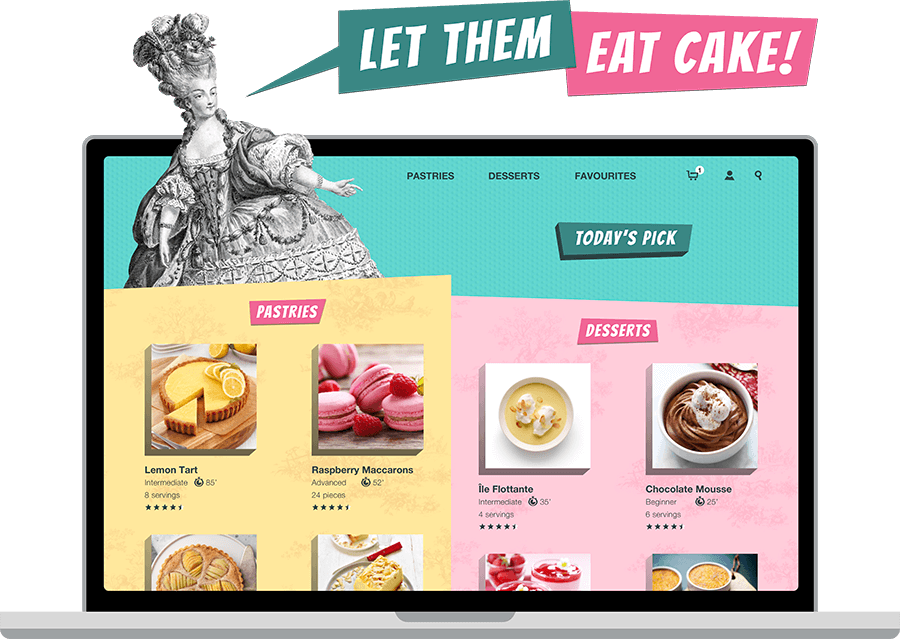 LET THEM
EAT CAKE!
PASTRIES
DESSERTS
FAVOURITES
1
TODAY'S PICK
PASTRIES
DESSERTS
Lemon Tart
Intermediate 85'
8 servings
Raspberry Maccarons
Advanced 52'
24 pieces
Île Flottante
Intermediate 35'
4 servings
Chocolate Mousse
Beginner 25'
6 servings